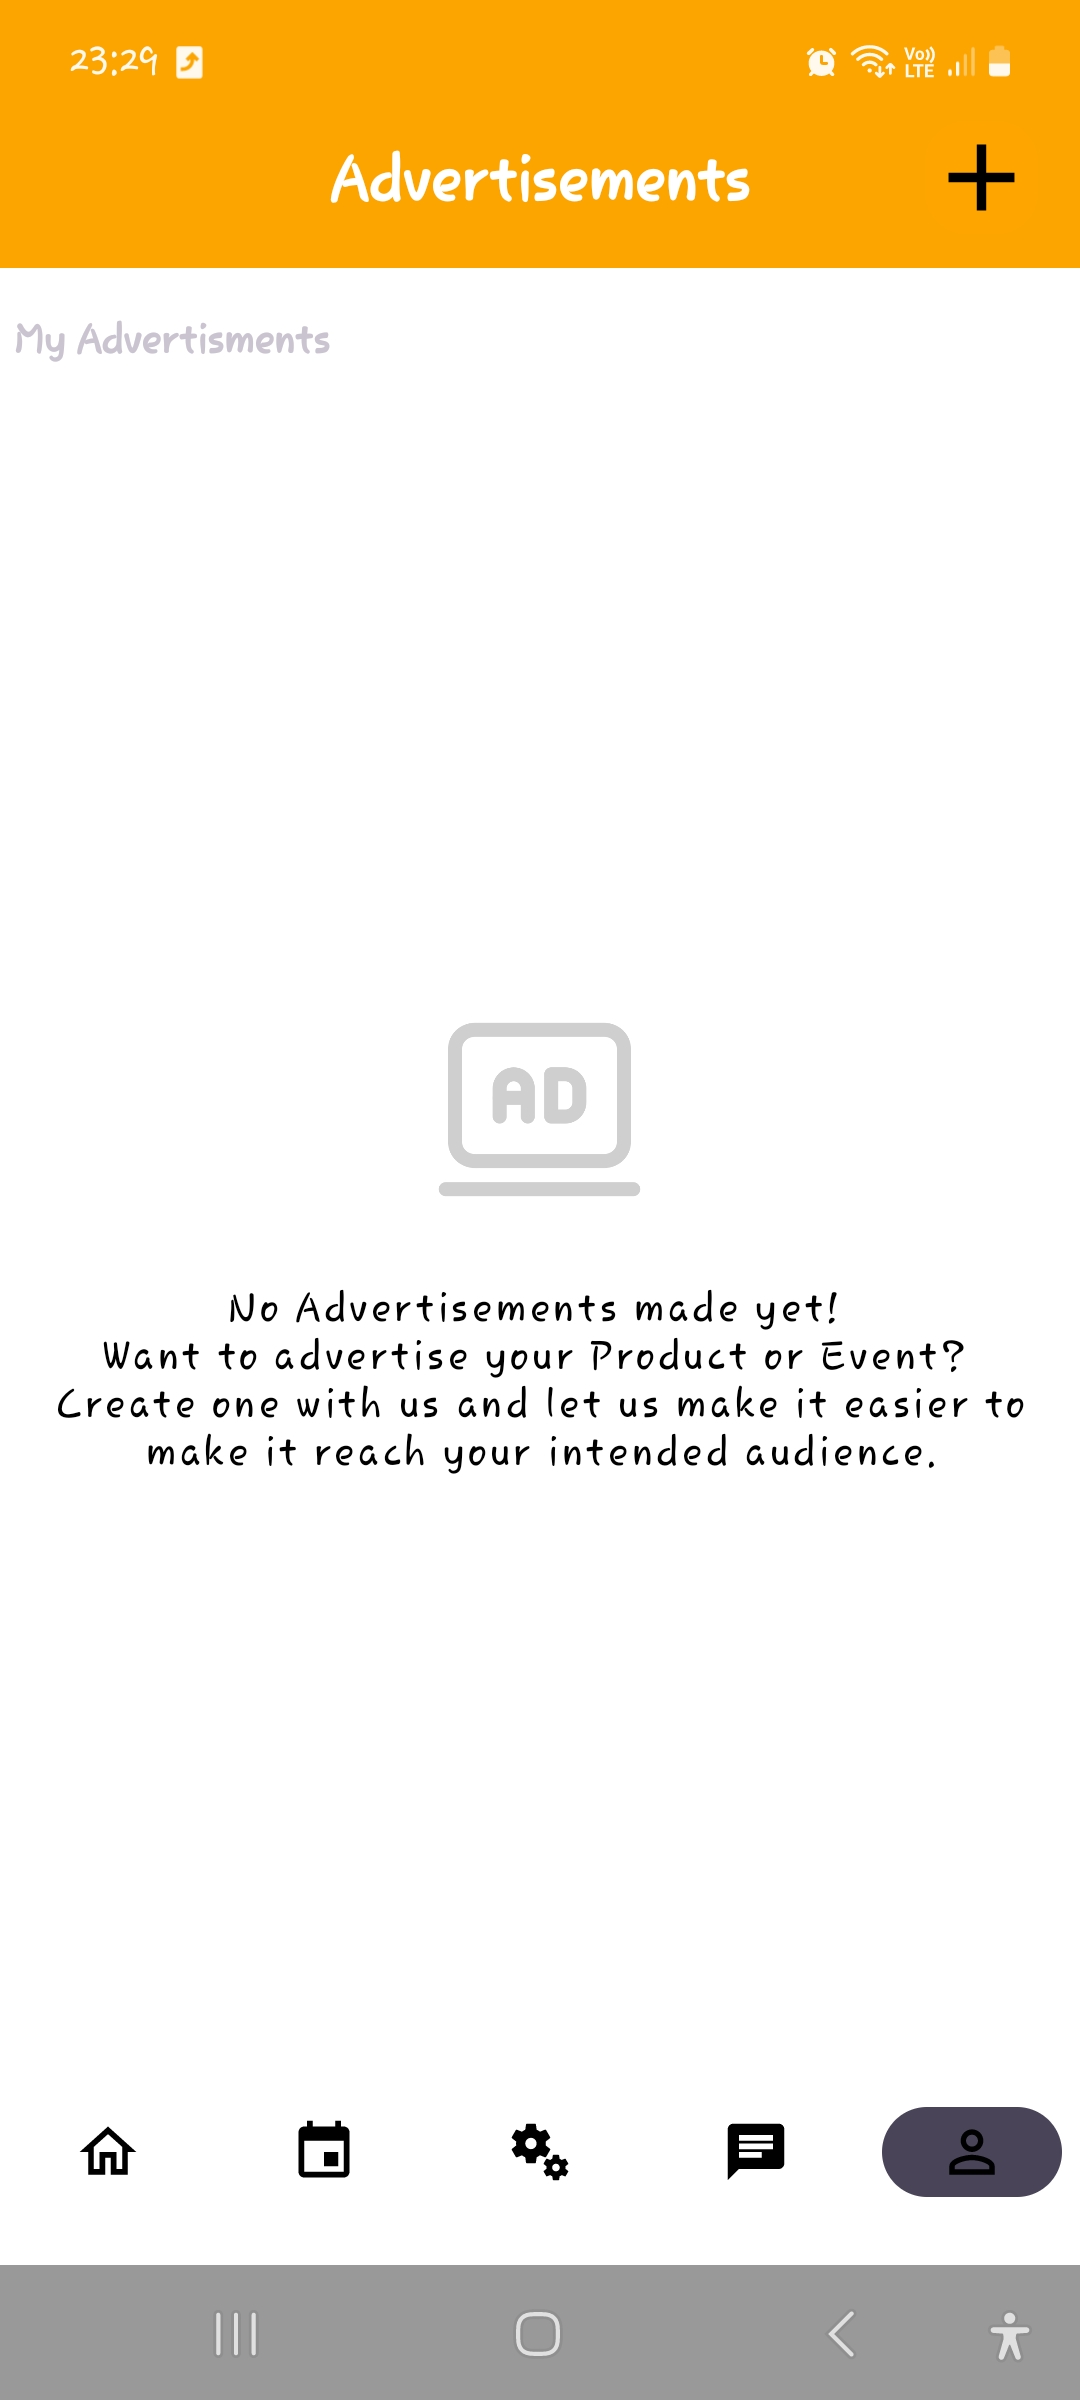 23:29
Vo)) LTE
Advertisements
My Advertisments
AD
No Advertisements made yet!
Want to advertise your Product or Event?
Create one with us and let us make it easier to
make it reach your intended audience.